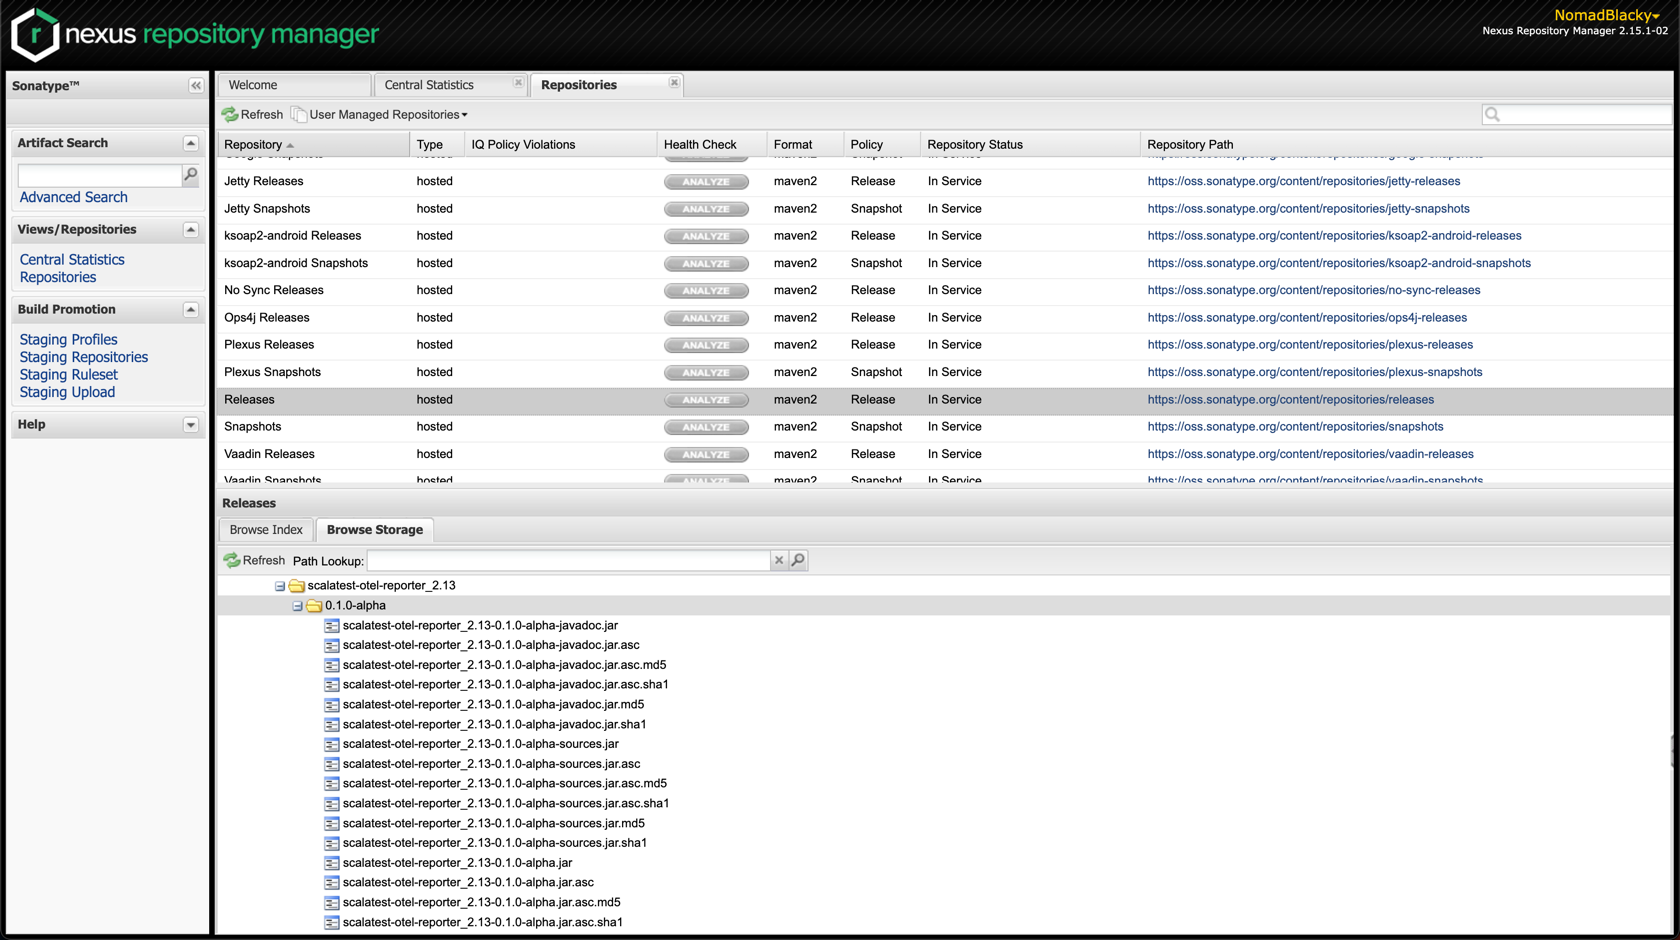 nexus repository manager
NomadBlacky
Nexus Repository Manager 2.15.1-02
Sonatype™
Welcome Central Statistics Repositories
Refresh User Managed Repositories
Artifact Search
Advanced Search
Views/Repositories
Central Statistics
Repositories
Build Promotion
Staging Profiles
Staging Repositories
Staging Ruleset
Staging Upload
Help
Repository Type IQ Policy Violations Health Check Format Policy Repository Status Repository Path
Google Snapshots hosted maven2 Snapshot In Service https://oss.sonatype.org/content/repositories/google-snapshots
Jetty Releases hosted ANALYZE maven2 Release In Service https://oss.sonatype.org/content/repositories/jetty-releases
Jetty Snapshots hosted ANALYZE maven2 Snapshot In Service https://oss.sonatype.org/content/repositories/jetty-snapshots
ksoap2-android Releases hosted ANALYZE maven2 Release In Service https://oss.sonatype.org/content/repositories/ksoap2-android-releases
ksoap2-android Snapshots hosted ANALYZE maven2 Snapshot In Service https://oss.sonatype.org/content/repositories/ksoap2-android-snapshots
No Sync Releases hosted ANALYZE maven2 Release In Service https://oss.sonatype.org/content/repositories/no-sync-releases
Ops4j Releases hosted ANALYZE maven2 Release In Service https://oss.sonatype.org/content/repositories/ops4j-releases
Plexus Releases hosted ANALYZE maven2 Release In Service https://oss.sonatype.org/content/repositories/plexus-releases
Plexus Snapshots hosted ANALYZE maven2 Snapshot In Service https://oss.sonatype.org/content/repositories/plexus-snapshots
Releases hosted ANALYZE maven2 Release In Service https://oss.sonatype.org/content/repositories/releases
Snapshots hosted ANALYZE maven2 Snapshot In Service https://oss.sonatype.org/content/repositories/snapshots
Vaadin Releases hosted ANALYZE maven2 Release In Service https://oss.sonatype.org/content/repositories/vaadin-releases
Vaadin Snapshots hosted ANALYZE maven2 Snapshot In Service https://oss.sonatype.org/content/repositories/vaadin-snapshots
Releases
Browse Index Browse Storage
Refresh Path Lookup:
scalatest-otel-reporter_2.13
0.1.0-alpha
scalatest-otel-reporter_2.13-0.1.0-alpha-javadoc.jar
scalatest-otel-reporter_2.13-0.1.0-alpha-javadoc.jar.asc
scalatest-otel-reporter_2.13-0.1.0-alpha-javadoc.jar.asc.md5
scalatest-otel-reporter_2.13-0.1.0-alpha-javadoc.jar.asc.sha1
scalatest-otel-reporter_2.13-0.1.0-alpha-javadoc.jar.md5
scalatest-otel-reporter_2.13-0.1.0-alpha-javadoc.jar.sha1
scalatest-otel-reporter_2.13-0.1.0-alpha-sources.jar
scalatest-otel-reporter_2.13-0.1.0-alpha-sources.jar.asc
scalatest-otel-reporter_2.13-0.1.0-alpha-sources.jar.asc.md5
scalatest-otel-reporter_2.13-0.1.0-alpha-sources.jar.asc.sha1
scalatest-otel-reporter_2.13-0.1.0-alpha-sources.jar.md5
scalatest-otel-reporter_2.13-0.1.0-alpha-sources.jar.sha1
scalatest-otel-reporter_2.13-0.1.0-alpha.jar
scalatest-otel-reporter_2.13-0.1.0-alpha.jar.asc
scalatest-otel-reporter_2.13-0.1.0-alpha.jar.asc.md5
scalatest-otel-reporter_2.13-0.1.0-alpha.jar.asc.sha1